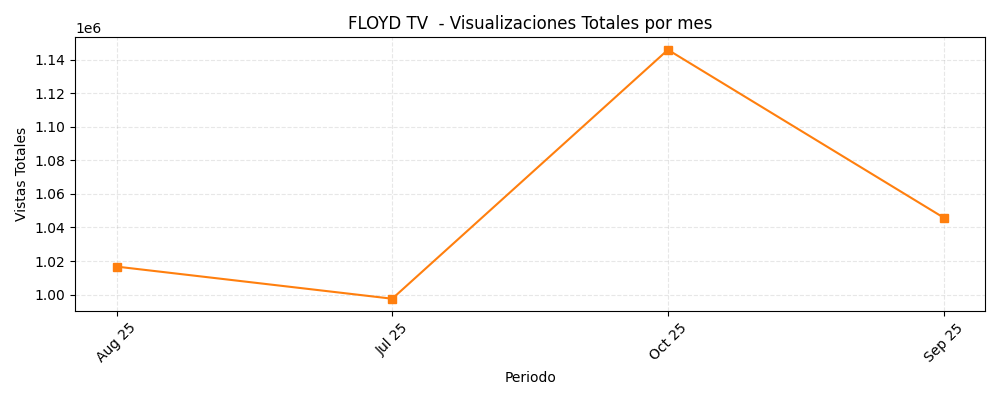 FLOYD TV  - Visualizaciones Totales por mes
1e6
1.14
1.12
1.10
1.08
1.06
1.04
1.02
1.00
Vistas Totales
Aug 25
Jul 25
Oct 25
Sep 25
Periodo